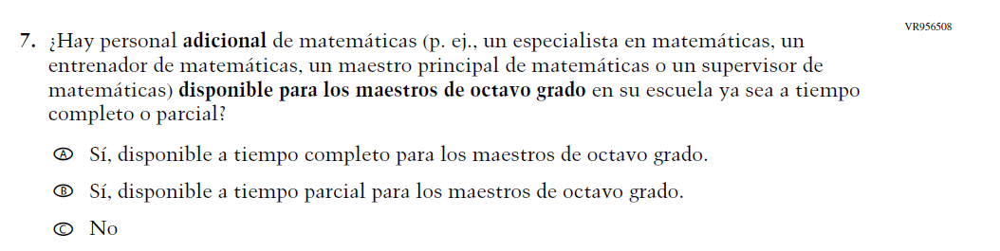 VR956508
7. ¿Hay personal adicional de matemáticas (p. ej., un especialista en matemáticas, un
entrenador de matemáticas, un maestro principal de matemáticas o un supervisor de
matemáticas) disponible para los maestros de octavo grado en su escuela ya sea a tiempo
completo o parcial?
Ⓐ Sí, disponible a tiempo completo para los maestros de octavo grado.
Ⓑ Sí, disponible a tiempo parcial para los maestros de octavo grado.
Ⓒ No